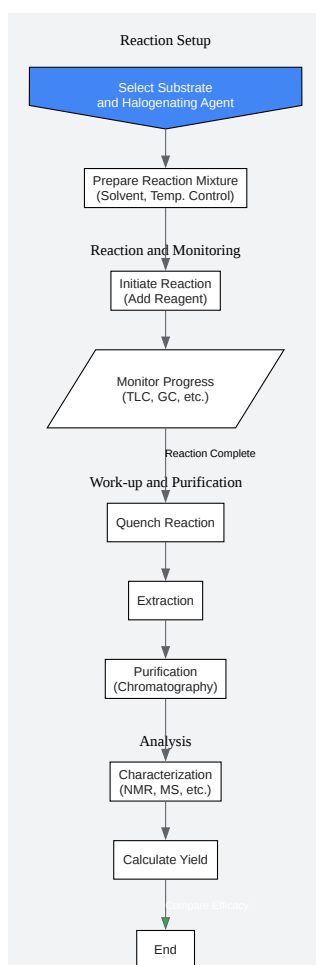 Reaction Setup
Select Substrate
and Halogenating Agent
Prepare Reaction Mixture
(Solvent, Temp. Control)
Reaction and Monitoring
Initiate Reaction
(Add Reagent)
Monitor Progress
(TLC, GC, etc.)
Reaction Complete
Work-up and Purification
Quench Reaction
Extraction
Purification
(Chromatography)
Analysis
Characterization
(NMR, MS, etc.)
Calculate Yield
Compare Efficacy
End